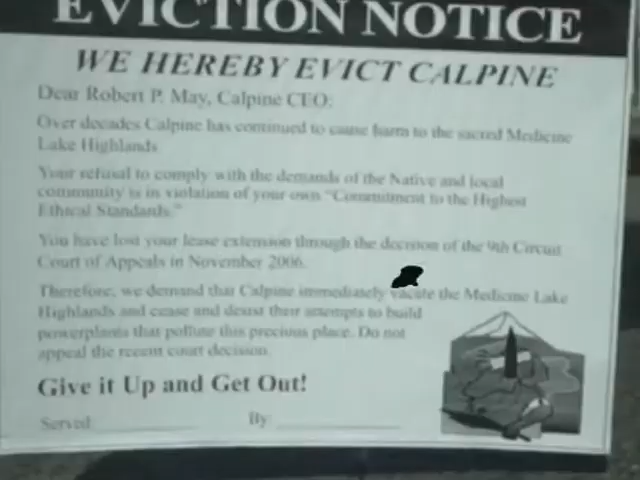 EVICTION NOTICE
WE HEREBY EVICT CALPINE
Dear Robert P. May, Calpine CEO:
Over decades Calpine has continued to cause harm to the sacred Medicine
Lake Highlands
Your refusal to comply with the demands of the Native and local
community is in violation of your own "Commitment to the Highest
Ethical Standards."
You have lost your lease extension through the decision of the 9th Circuit
Court of Appeals in November 2006.
Therefore, we demand that Calpine immediately vacate the Medicine Lake
Highlands and cease and desist their attempts to build
powerplants that pollute this precious place. Do not
appeal the recent court decision.
Give it Up and Get Out!
Served: By: